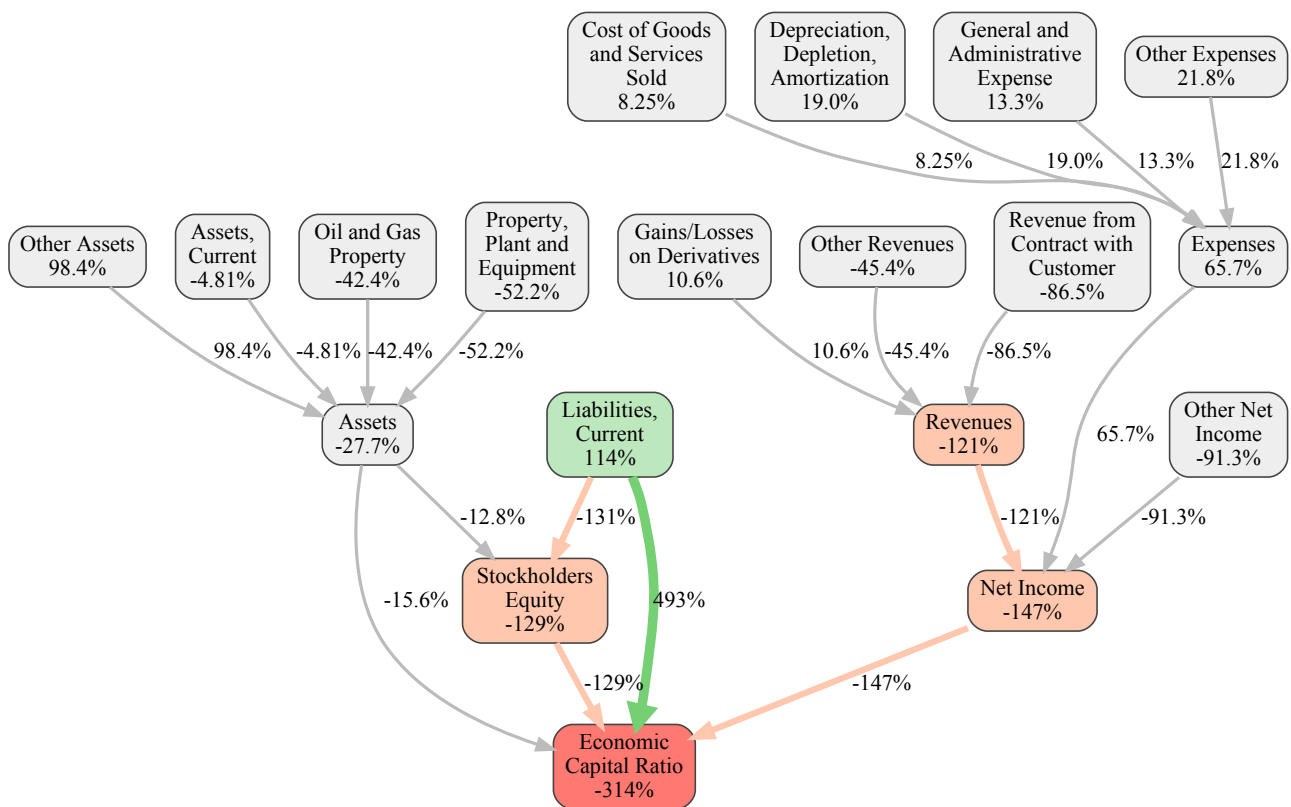 Cost of Goods
and Services
Sold
8.25%
Depreciation,
Depletion,
Amortization
19.0%
General and
Administrative
Expense
13.3%
Other Expenses
21.8%
8.25%
19.0%
13.3%
21.8%
Other Assets
98.4%
Assets,
Current
-4.81%
Oil and Gas
Property
-42.4%
Property,
Plant and
Equipment
-52.2%
Gains/Losses
on Derivatives
10.6%
Other Revenues
-45.4%
Revenue from
Contract with
Customer
-86.5%
Expenses
65.7%
98.4%
-4.81%
-42.4%
-52.2%
10.6%
-45.4%
-86.5%
Assets
-27.7%
Liabilities,
Current
114%
Revenues
-121%
65.7%
Other Net
Income
-91.3%
-12.8%
-131%
-121%
-91.3%
-15.6%
Stockholders
Equity
-129%
493%
Net Income
-147%
-129%
-147%
Economic
Capital Ratio
-314%